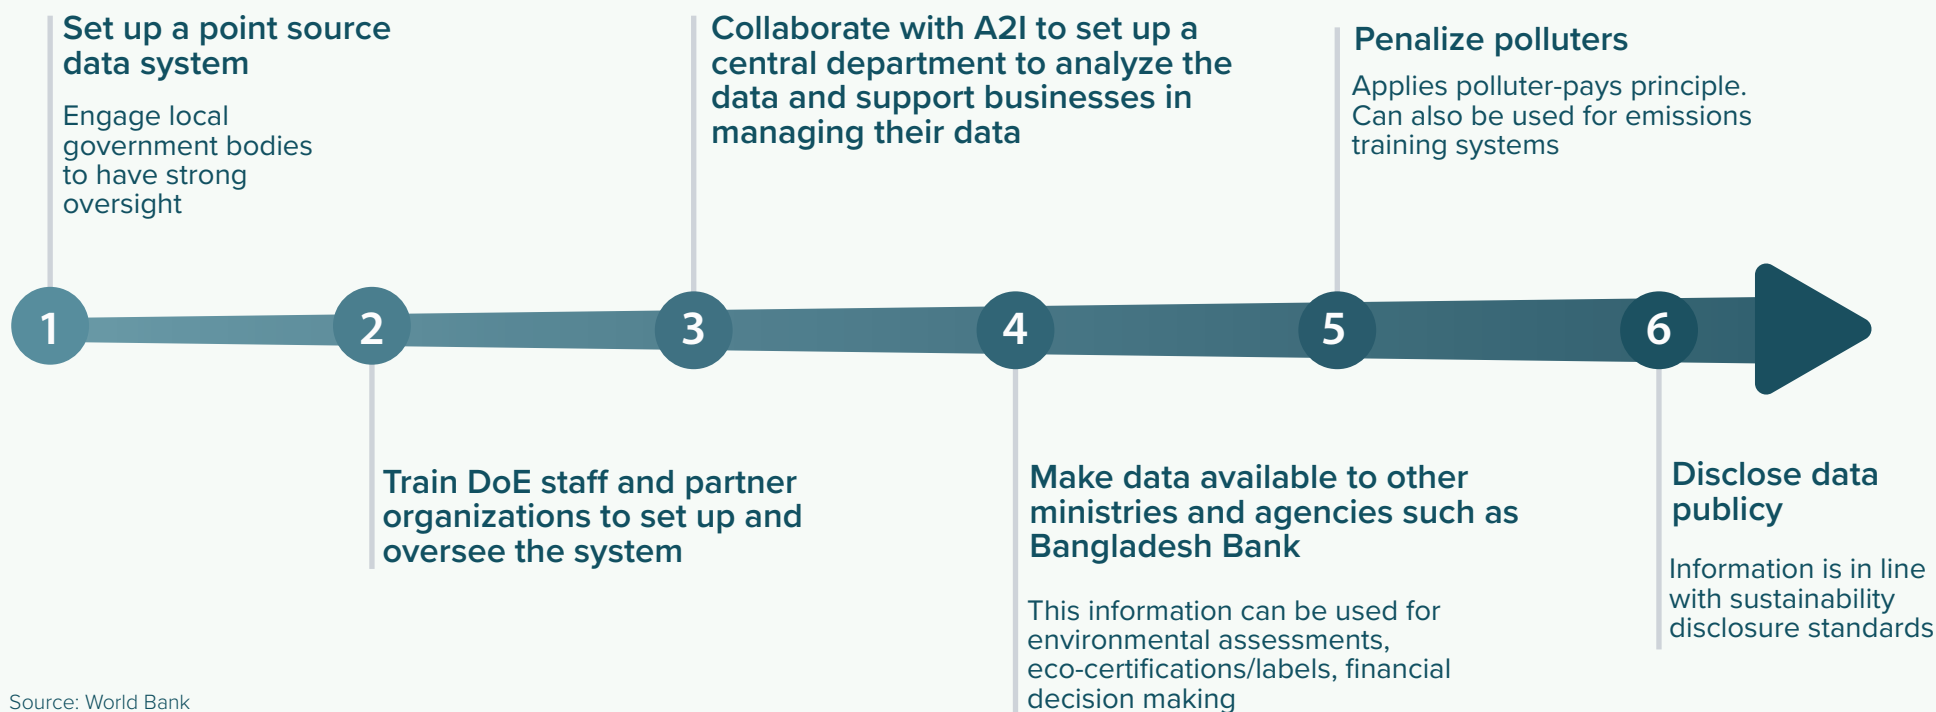 Set up a point source
data system
Engage local
government bodies
to have strong
oversight
1
2
Train DoE staff and partner
organizations to set up and
oversee the system
Collaborate with A2I to set up a
central department to analyze the
data and support businesses in
managing their data
3
4
Make data available to other
ministries and agencies such as
Bangladesh Bank
This information can be used for
environmental assessments,
eco-certifications/labels, financial
decision making
Penalize polluters
Applies polluter-pays principle.
Can also be used for emissions
training systems
5
6
Disclose data
publicy
Information is in line
with sustainability
disclosure standards
Source: World Bank